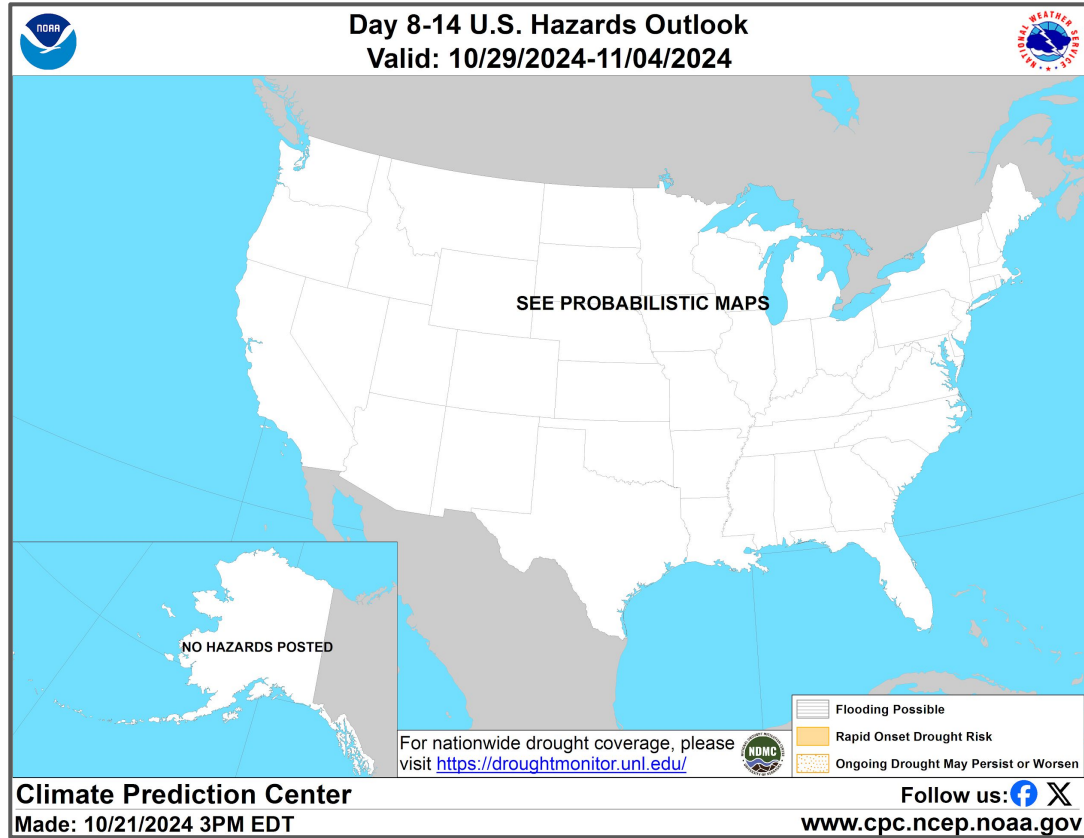 NOAA
Day 8-14 U.S. Hazards Outlook
Valid: 10/29/2024-11/04/2024
NATIONAL WEATHER SERVICE
SEE PROBABILISTIC MAPS
NO HAZARDS POSTED
For nationwide drought coverage, please
visit https://droughtmonitor.unl.edu/
NDMC
Flooding Possible
Rapid Onset Drought Risk
Ongoing Drought May Persist or Worsen
Climate Prediction Center
Follow us:
Made: 10/21/2024 3PM EDT
www.cpc.ncep.noaa.gov